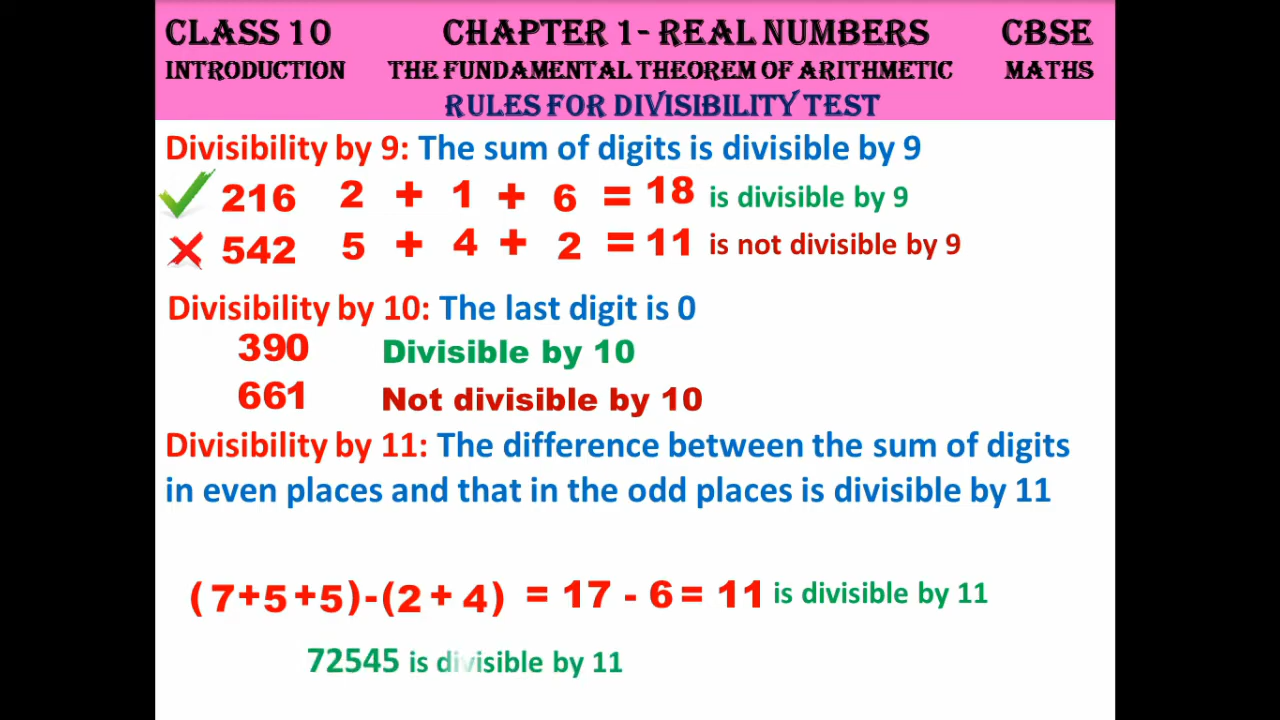 CLASS 10 CHAPTER 1- REAL NUMBERS CBSE
INTRODUCTION THE FUNDAMENTAL THEOREM OF ARITHMETIC MATHS
RULES FOR DIVISIBILITY TEST
Divisibility by 9: The sum of digits is divisible by 9
216 2 + 1 + 6 = 18 is divisible by 9
542 5 + 4 + 2 = 11 is not divisible by 9
Divisibility by 10: The last digit is 0
390 Divisible by 10
661 Not divisible by 10
Divisibility by 11: The difference between the sum of digits
in even places and that in the odd places is divisible by 11
( 7+5+5)-(2 + 4) = 17 - 6 = 11 is divisible by 11
72545 is divisible by 11